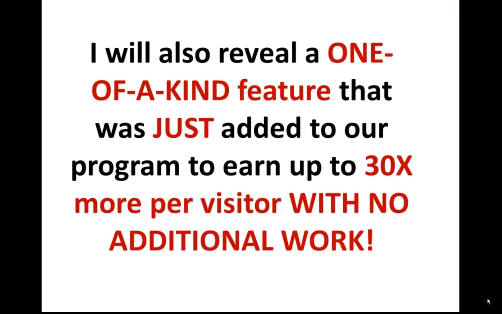 I will also reveal a ONE-
OF-A-KIND feature that
was JUST added to our
program to earn up to 30X
more per visitor WITH NO
ADDITIONAL WORK!